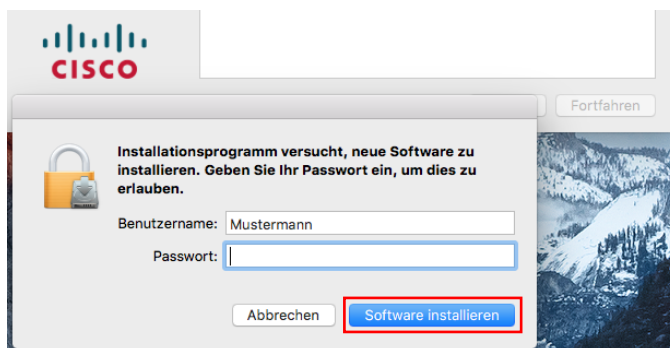 CISCO
Fortfahren
Installationsprogramm versucht, neue Software zu
installieren. Geben Sie Ihr Passwort ein, um dies zu
erlauben.
Benutzername: Mustermann
Passwort:
Abbrechen
Software installieren